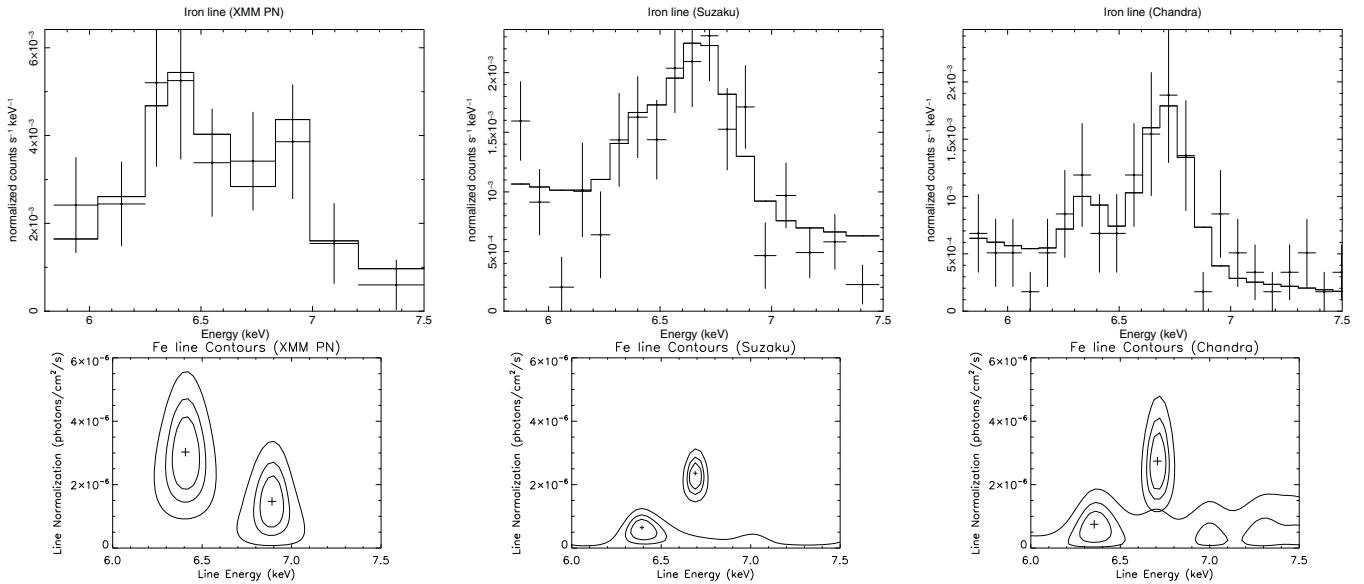 Iron line (XMM PN)
normalized counts s⁻¹ keV⁻¹
6×10⁻³
4×10⁻³
2×10⁻³
0
6 6.5 7 7.5
Energy (keV)
Iron line (Suzaku)
normalized counts s⁻¹ keV⁻¹
2×10⁻³
1.5×10⁻³
10⁻³
5×10⁻⁴
0
6 6.5 7 7.5
Energy (keV)
Iron line (Chandra)
normalized counts s⁻¹ keV⁻¹
2×10⁻³
1.5×10⁻³
10⁻³
5×10⁻⁴
0
6 6.5 7 7.5
Energy (keV)
Fe line Contours (XMM PN)
Line Normalization (photons/cm²/s)
6×10⁻⁶
4×10⁻⁶
2×10⁻⁶
0
6.0 6.5 7.0 7.5
Line Energy (keV)
Fe line Contours (Suzaku)
Line Normalization (photons/cm²/s)
6×10⁻⁶
4×10⁻⁶
2×10⁻⁶
0
6.0 6.5 7.0 7.5
Line Energy (keV)
Fe line Contours (Chandra)
Line Normalization (photons/cm²/s)
6×10⁻⁶
4×10⁻⁶
2×10⁻⁶
0
6.0 6.5 7.0 7.5
Line Energy (keV)